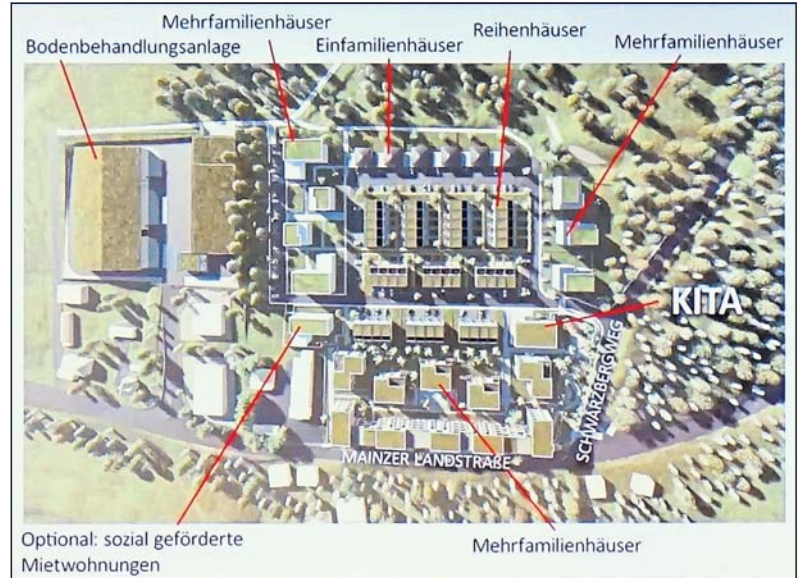 Mehrfamilienhäuser
Bodenbehandlungsanlage
Einfamilienhäuser
Reihenhäuser
Mehrfamilienhäuser
KITA
SCHWARZBERGWEG
MAINZER LANDSTRAßE
Optional: sozial geförderte
Mietwohnungen
Mehrfamilienhäuser